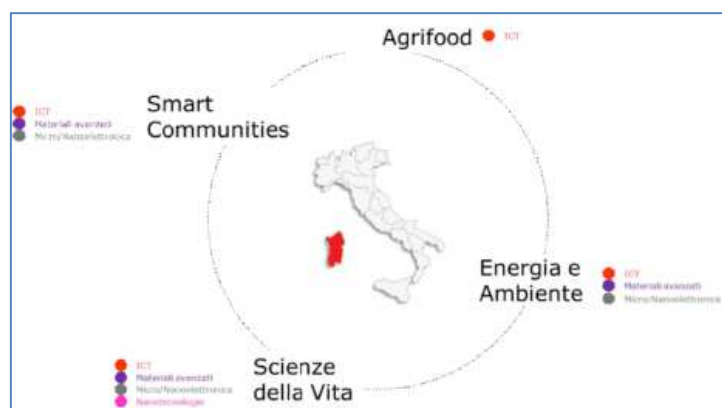 Agrifood
ICT
Smart
Communities
ICT
Materiali avanzati
Micro/Nanoelettronica
Energia e
Ambiente
ICT
Materiali avanzati
Micro/Nanoelettronica
Scienze
della Vita
ICT
Materiali avanzati
Micro/Nanoelettronica
Nanotecnologie